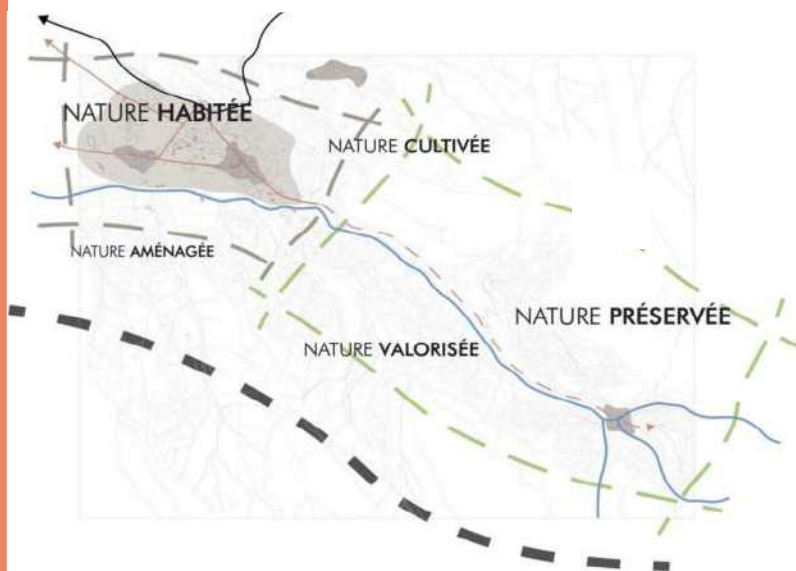 NATURE HABITÉE
NATURE CULTIVÉE
NATURE AMÉNAGÉE
NATURE PRÉSERVÉE
NATURE VALORISÉE